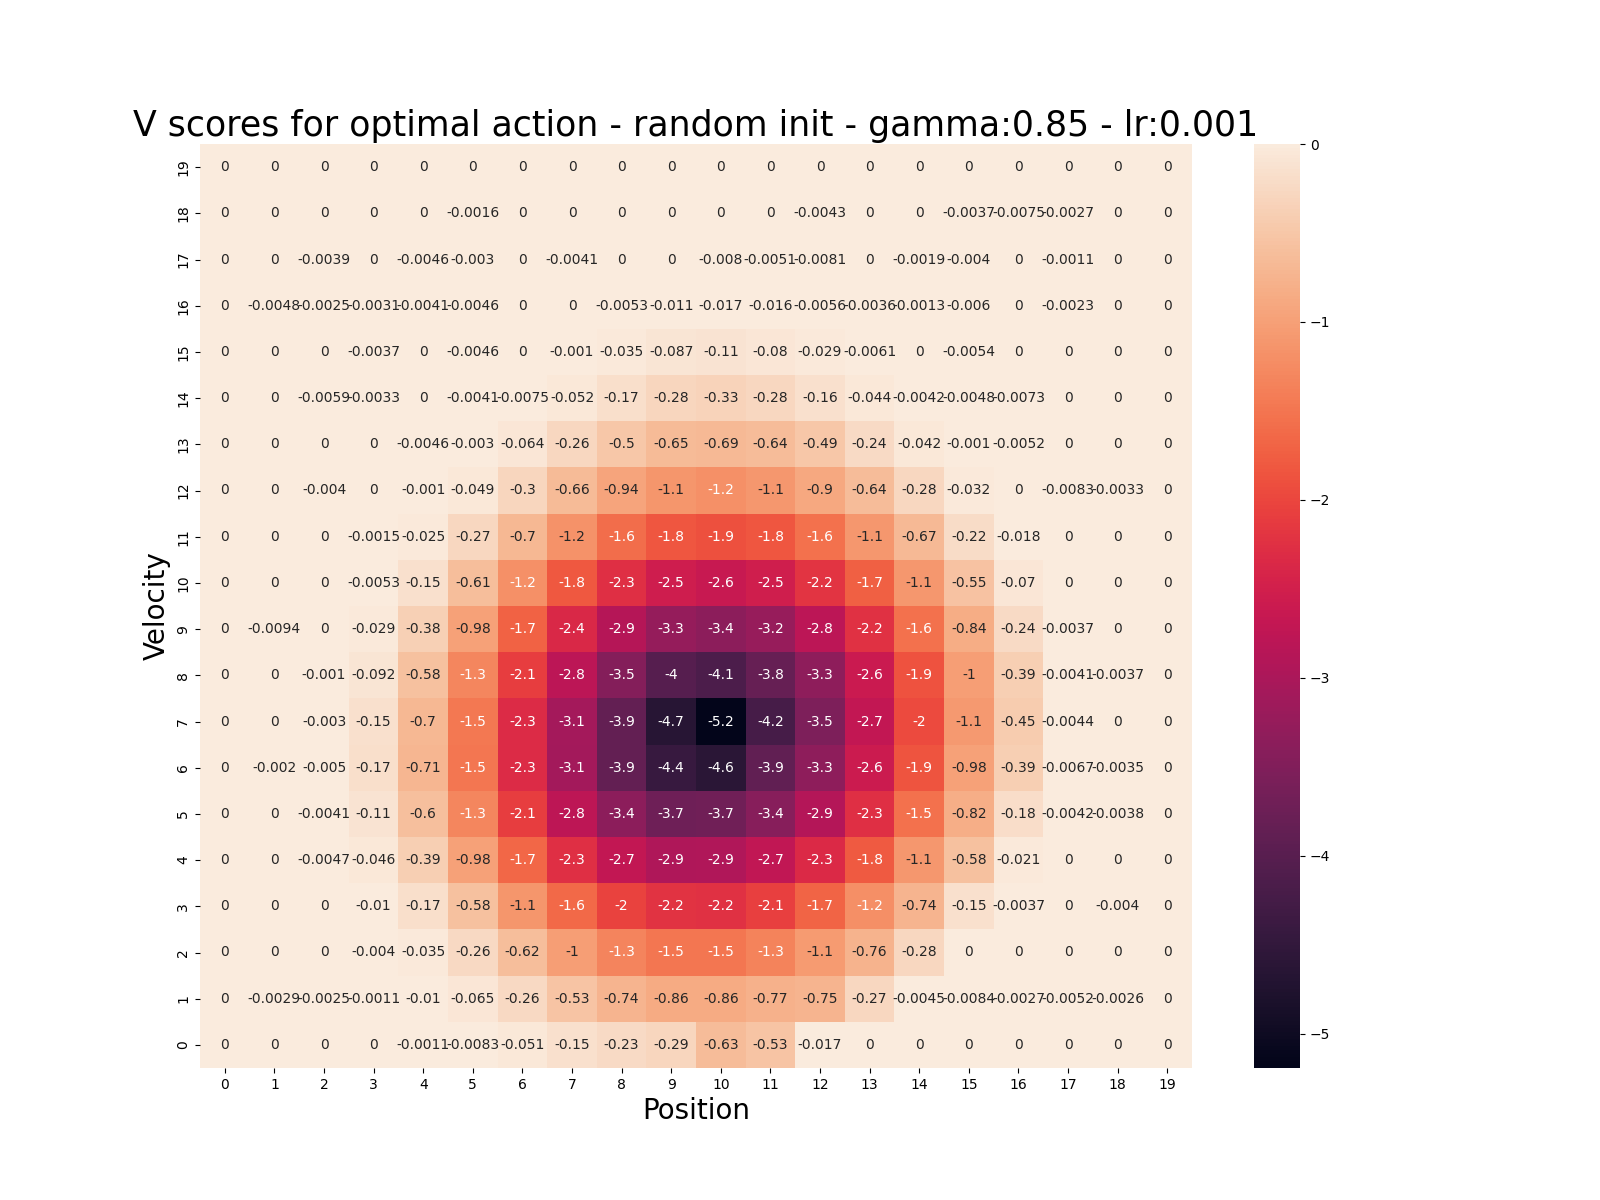 V scores for optimal action - random init - gamma:0.85 - lr:0.001
19 0 0 0 0 0 0 0 0 0 0 0 0 0 0 0 0 0 0 0 0 0
18 0 0 0 0 0 -0.0016 0 0 0 0 0 0 -0.0043 0 0 -0.0037 -0.0075 -0.0027 0 0
17 0 0 -0.0039 0 -0.0046 -0.003 0 -0.0041 0 0 -0.008 -0.0051 -0.0081 0 -0.0019 -0.004 0 -0.0011 0 0
16 0 -0.0048 -0.0025 -0.0031 -0.0041 -0.0046 0 0 -0.0053 -0.011 -0.017 -0.016 -0.0056 -0.0036 -0.0013 -0.006 0 -0.0023 0 0
15 0 0 0 -0.0037 0 -0.0046 0 -0.001 -0.035 -0.087 -0.11 -0.08 -0.029 -0.0061 0 -0.0054 0 0 0 0 -1
14 0 0 -0.0059 -0.0033 0 -0.0041 -0.0075 -0.052 -0.17 -0.28 -0.33 -0.28 -0.16 -0.044 -0.0042 -0.0048 -0.0073 0 0 0
13 0 0 0 0 -0.0046 -0.003 -0.064 -0.26 -0.5 -0.65 -0.69 -0.64 -0.49 -0.24 -0.042 -0.001 -0.0052 0 0 0
12 0 0 -0.004 0 -0.001 -0.049 -0.3 -0.66 -0.94 -1.1 -1.2 -1.1 -0.9 -0.64 -0.28 -0.032 0 -0.0083 -0.0033 0 -2
11 0 0 0 -0.0015 -0.025 -0.27 -0.7 -1.2 -1.6 -1.8 -1.9 -1.8 -1.6 -1.1 -0.67 -0.22 -0.018 0 0 0
10 0 0 0 -0.0053 -0.15 -0.61 -1.2 -1.8 -2.3 -2.5 -2.6 -2.5 -2.2 -1.7 -1.1 -0.55 -0.07 0 0 0
Velocity
9 0 -0.0094 0 -0.029 -0.38 -0.98 -1.7 -2.4 -2.9 -3.3 -3.4 -3.2 -2.8 -2.2 -1.6 -0.84 -0.24 -0.0037 0 0
8 0 0 -0.001 -0.092 -0.58 -1.3 -2.1 -2.8 -3.5 -4 -4.1 -3.8 -3.3 -2.6 -1.9 -1 -0.39 -0.0041 -0.0037 0 -3
7 0 0 -0.003 -0.15 -0.7 -1.5 -2.3 -3.1 -3.9 -4.7 -5.2 -4.2 -3.5 -2.7 -2 -1.1 -0.45 -0.0044 0 0
6 0 -0.002 -0.005 -0.17 -0.71 -1.5 -2.3 -3.1 -3.9 -4.4 -4.6 -3.9 -3.3 -2.6 -1.9 -0.98 -0.39 -0.0067 -0.0035 0
5 0 0 -0.0041 -0.11 -0.6 -1.3 -2.1 -2.8 -3.4 -3.7 -3.7 -3.4 -2.9 -2.3 -1.5 -0.82 -0.18 -0.0042 -0.0038 0
4 0 0 -0.0047 -0.046 -0.39 -0.98 -1.7 -2.3 -2.7 -2.9 -2.9 -2.7 -2.3 -1.8 -1.1 -0.58 -0.021 0 0 0 -4
3 0 0 0 -0.01 -0.17 -0.58 -1.1 -1.6 -2 -2.2 -2.2 -2.1 -1.7 -1.2 -0.74 -0.15 -0.0037 0 -0.004 0
2 0 0 0 -0.004 -0.035 -0.26 -0.62 -1 -1.3 -1.5 -1.5 -1.3 -1.1 -0.76 -0.28 0 0 0 0 0
1 0 -0.0029 -0.0025 -0.0011 -0.01 -0.065 -0.26 -0.53 -0.74 -0.86 -0.86 -0.77 -0.75 -0.27 -0.0045 -0.0084 -0.0027 -0.0052 -0.0026 0
0 0 0 0 0 -0.0011 -0.0083 -0.051 -0.15 -0.23 -0.29 -0.63 -0.53 -0.017 0 0 0 0 0 0 0 -5
0 1 2 3 4 5 6 7 8 9 10 11 12 13 14 15 16 17 18 19
Position